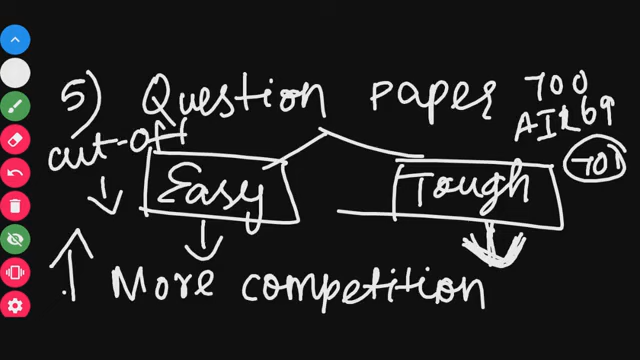 5) Question paper 700
AIR 69
cut-off 701
Easy Tough
More competition